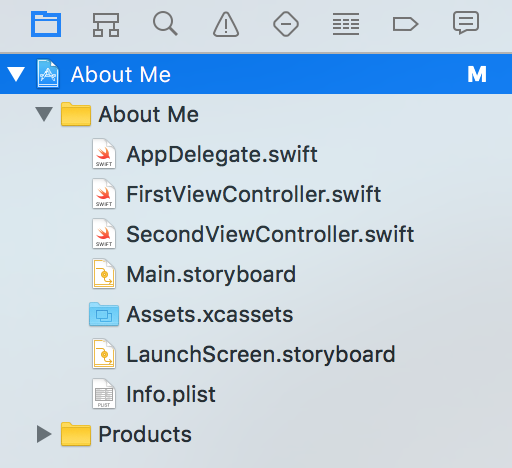 About Me M
About Me
SWIFT AppDelegate.swift
SWIFT FirstViewController.swift
SWIFT SecondViewController.swift
Main.storyboard
Assets.xcassets
LaunchScreen.storyboard
PLIST Info.plist
Products